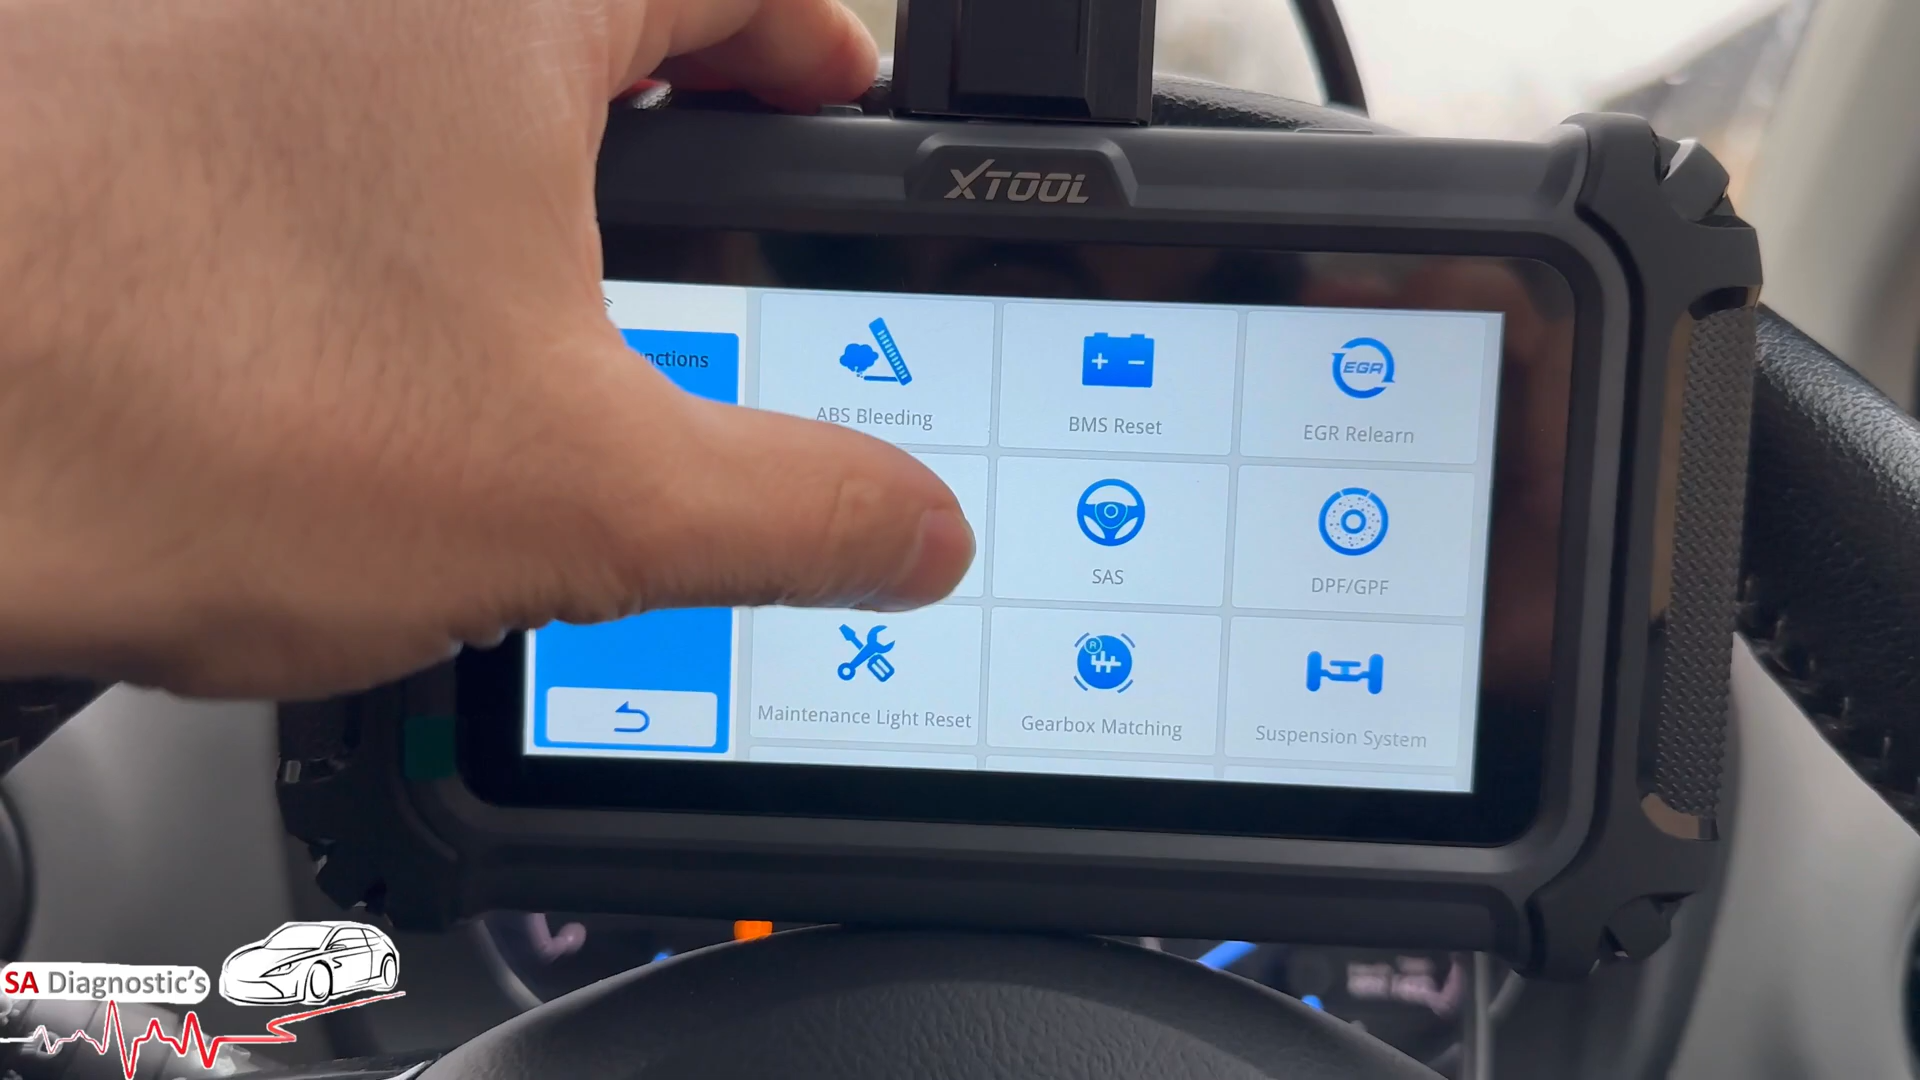 XTOOL
nctions
ABS Bleeding
BMS Reset
EGR
EGR Relearn
SAS
DPF/GPF
R
Maintenance Light Reset
Gearbox Matching
Suspension System
SA Diagnostic's